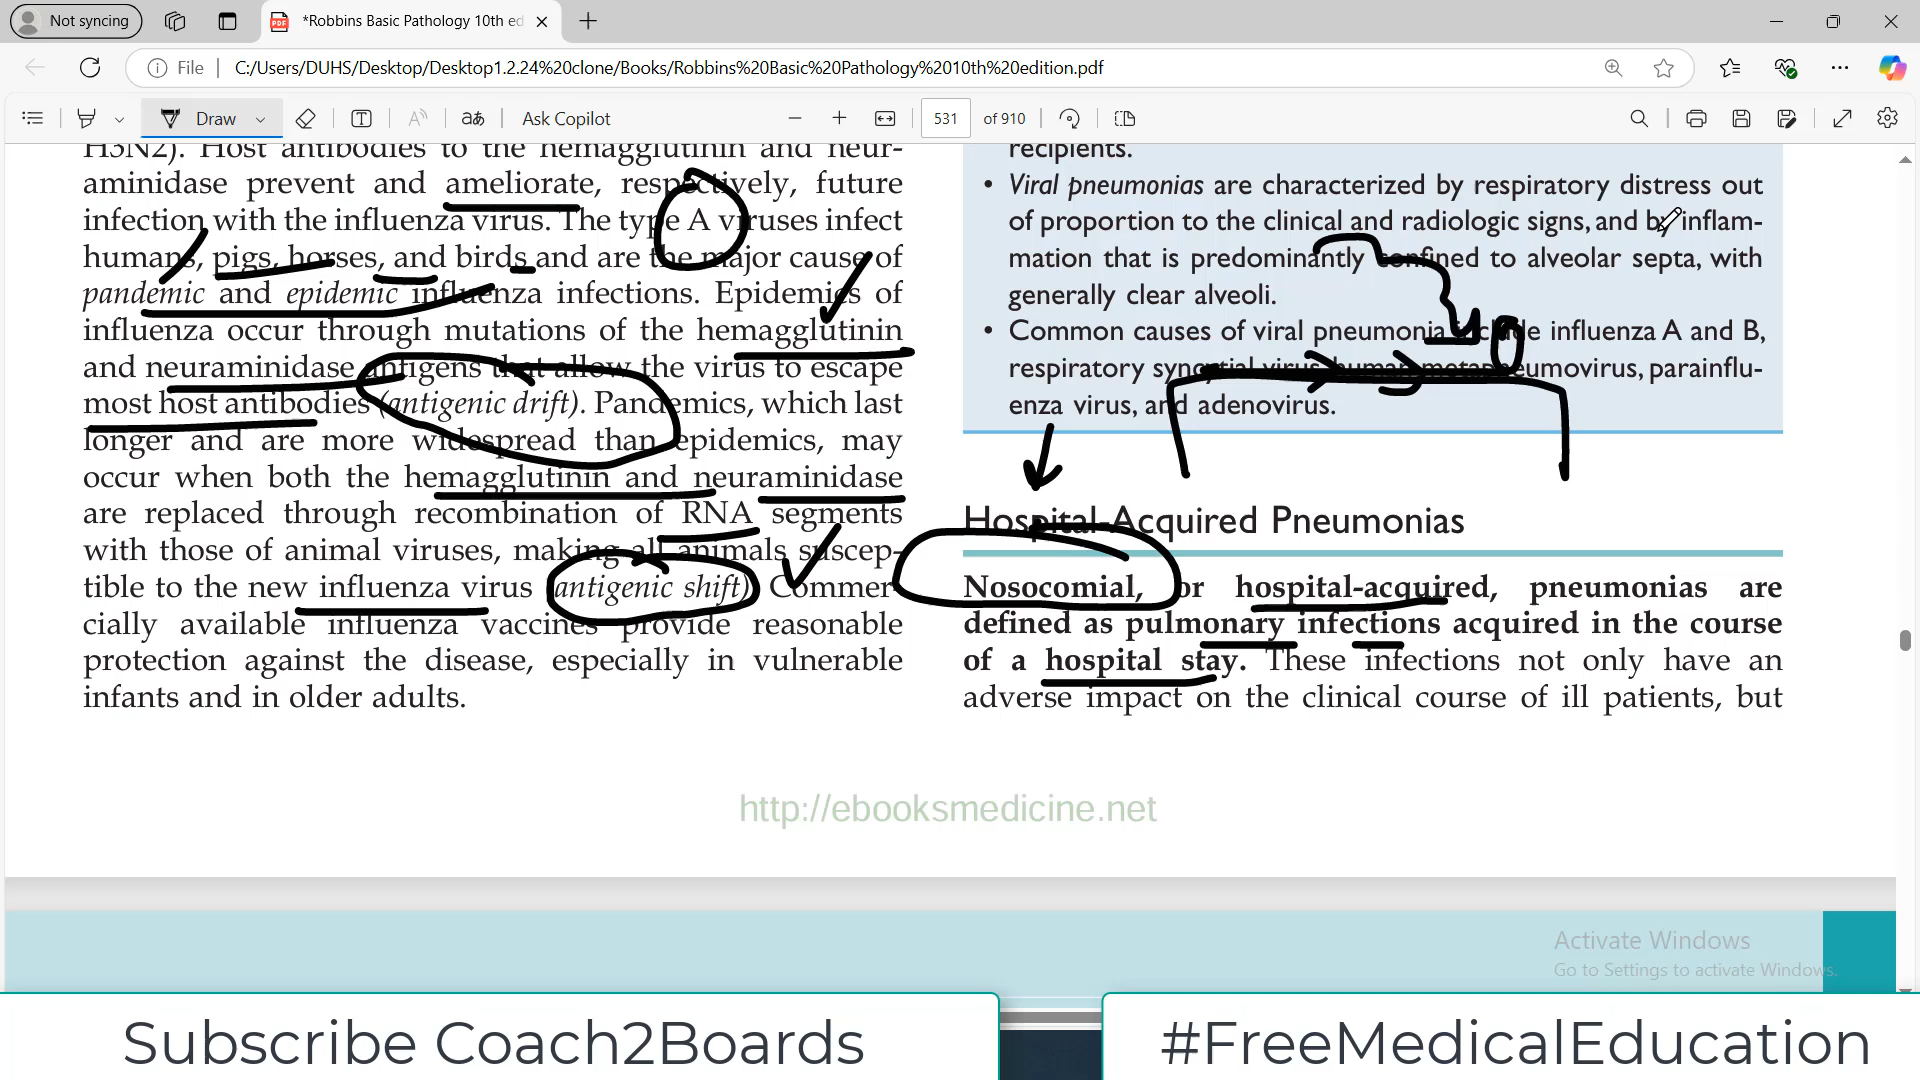 Not syncing
*Robbins Basic Pathology 10th ed
File
C:/Users/DUHS/Desktop/Desktop1.2.24%20clone/Books/Robbins%20Basic%20Pathology%2010th%20edition.pdf
Draw
aあ
Ask Copilot
531 of 910
H3N2). Host antibodies to the hemagglutinin and neur-
aminidase prevent and ameliorate, respectively, future
infection with the influenza virus. The type A viruses infect
humans, pigs, horses, and birds and are the major cause of
pandemic and epidemic influenza infections. Epidemics of
influenza occur through mutations of the hemagglutinin
and neuraminidase antigens that allow the virus to escape
most host antibodies (antigenic drift). Pandemics, which last
longer and are more widespread than epidemics, may
occur when both the hemagglutinin and neuraminidase
are replaced through recombination of RNA segments
with those of animal viruses, making all animals suscep-
tible to the new influenza virus (antigenic shift). Commer-
cially available influenza vaccines provide reasonable
protection against the disease, especially in vulnerable
infants and in older adults.
recipients.
• Viral pneumonias are characterized by respiratory distress out
of proportion to the clinical and radiologic signs, and by inflam-
mation that is predominantly confined to alveolar septa, with
generally clear alveoli.
• Common causes of viral pneumonia include influenza A and B,
respiratory syncytial virus, human metapneumovirus, parainflu-
enza virus, and adenovirus.
Hospital-Acquired Pneumonias
Nosocomial, or hospital-acquired, pneumonias are
defined as pulmonary infections acquired in the course
of a hospital stay. These infections not only have an
adverse impact on the clinical course of ill patients, but
http://ebooksmedicine.net
Activate Windows
Go to Settings to activate Windows.
Subscribe Coach2Boards
#FreeMedicalEducation